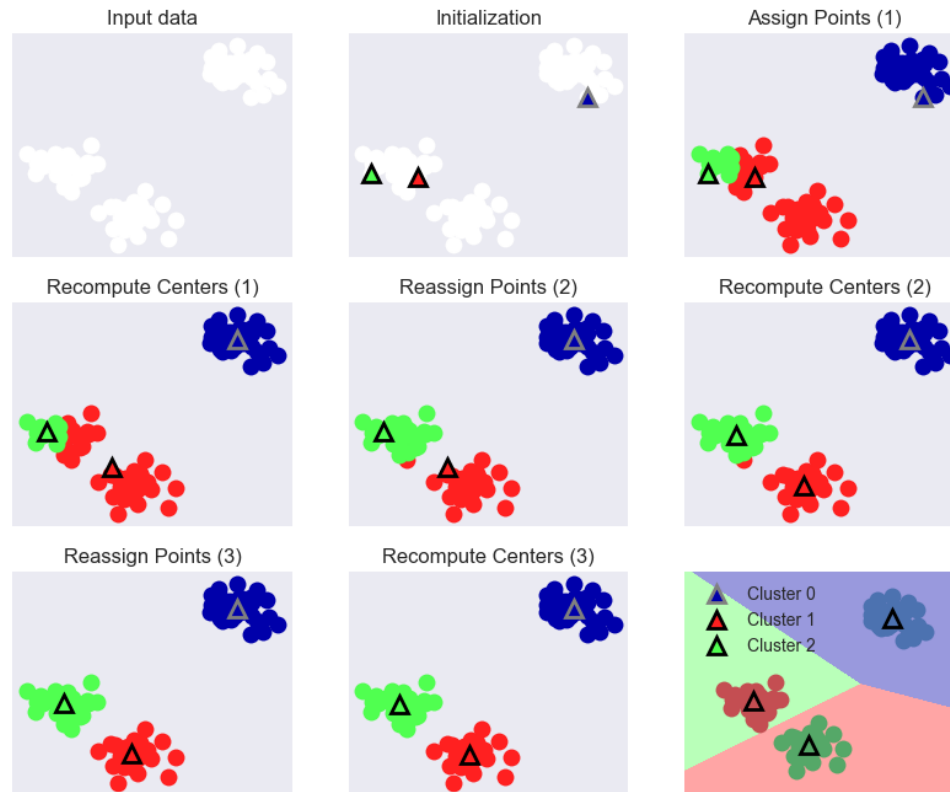 Input data
Initialization
Assign Points (1)
Recompute Centers (1)
Reassign Points (2)
Recompute Centers (2)
Reassign Points (3)
Recompute Centers (3)
Cluster 0
Cluster 1
Cluster 2